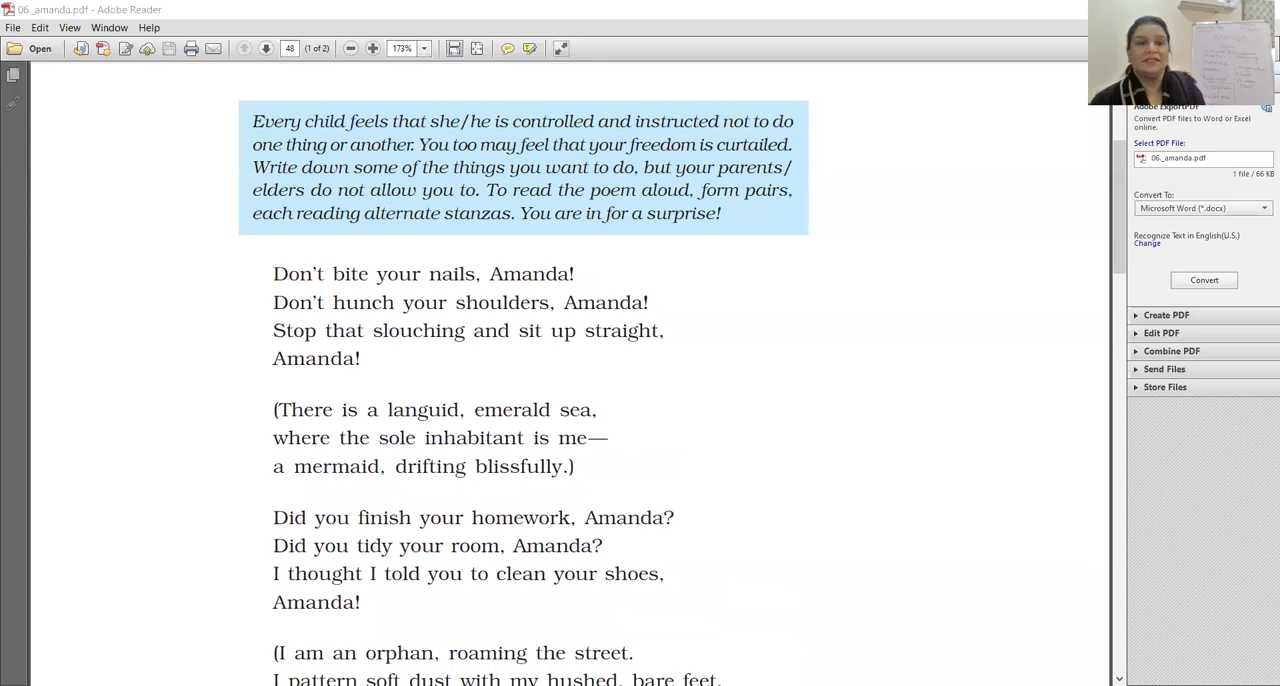 06._amanda.pdf - Adobe Reader
File Edit View Window Help
Open 48 (1 of 2) 173%
Every child feels that she/he is controlled and instructed not to do
one thing or another. You too may feel that your freedom is curtailed.
Write down some of the things you want to do, but your parents/
elders do not allow you to. To read the poem aloud, form pairs,
each reading alternate stanzas. You are in for a surprise!
Don't bite your nails, Amanda!
Don't hunch your shoulders, Amanda!
Stop that slouching and sit up straight,
Amanda!
(There is a languid, emerald sea,
where the sole inhabitant is me—
a mermaid, drifting blissfully.)
Did you finish your homework, Amanda?
Did you tidy your room, Amanda?
I thought I told you to clean your shoes,
Amanda!
(I am an orphan, roaming the street.
I pattern soft dust with my hushed, bare feet.
Adobe ExportPDF
Convert PDF files to Word or Excel
online.
Select PDF File:
06._amanda.pdf
1 file / 66 KB
Convert To:
Microsoft Word (*.docx)
Recognize Text in English(U.S.)
Change
Convert
Create PDF
Edit PDF
Combine PDF
Send Files
Store Files